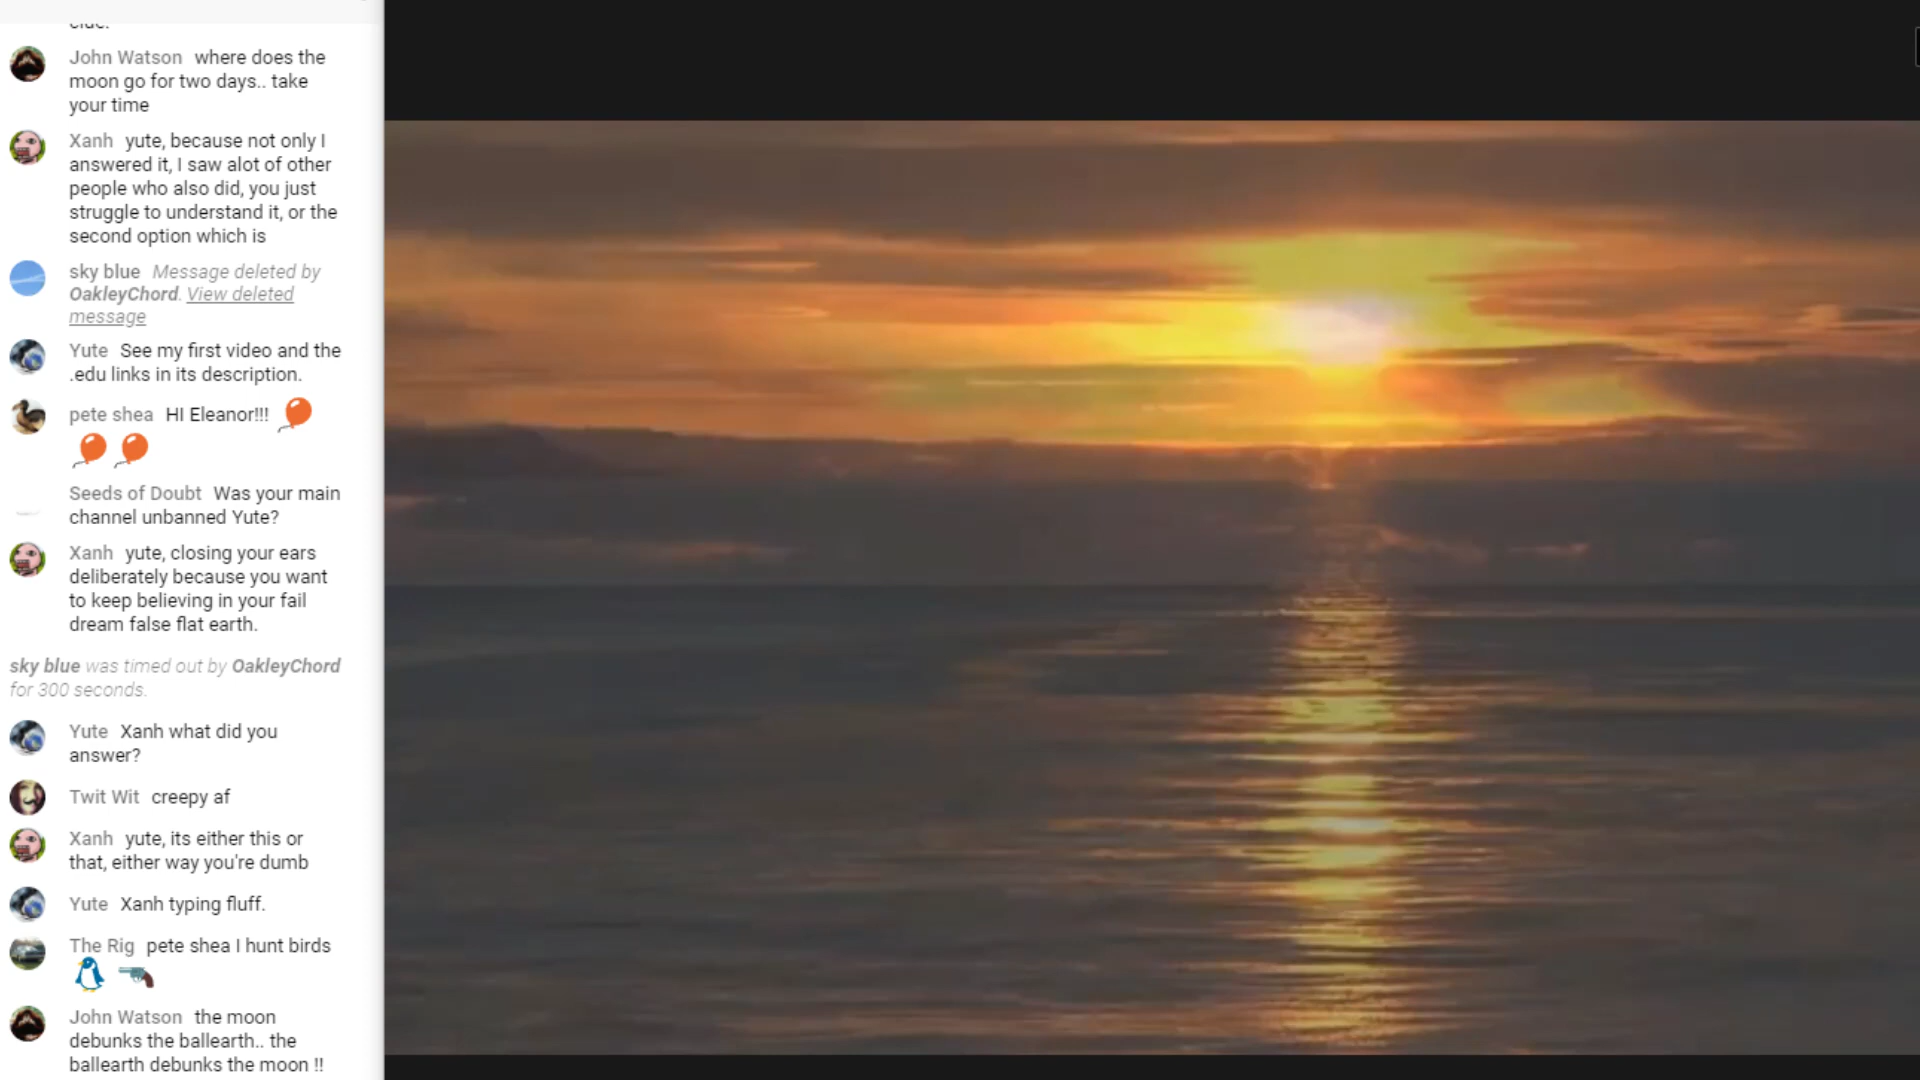 John Watson where does the
moon go for two days.. take
your time
Xanh yute, because not only I
answered it, I saw alot of other
people who also did, you just
struggle to understand it, or the
second option which is
sky blue Message deleted by
OakleyChord. View deleted
message
Yute See my first video and the
.edu links in its description.
pete shea HI Eleanor!!!
Seeds of Doubt Was your main
channel unbanned Yute?
Xanh yute, closing your ears
deliberately because you want
to keep believing in your fail
dream false flat earth.
sky blue was timed out by OakleyChord
for 300 seconds.
Yute Xanh what did you
answer?
Twit Wit creepy af
Xanh yute, its either this or
that, either way you're dumb
Yute Xanh typing fluff.
The Rig pete shea I hunt birds
John Watson the moon
debunks the ballearth.. the
ballearth debunks the moon !!